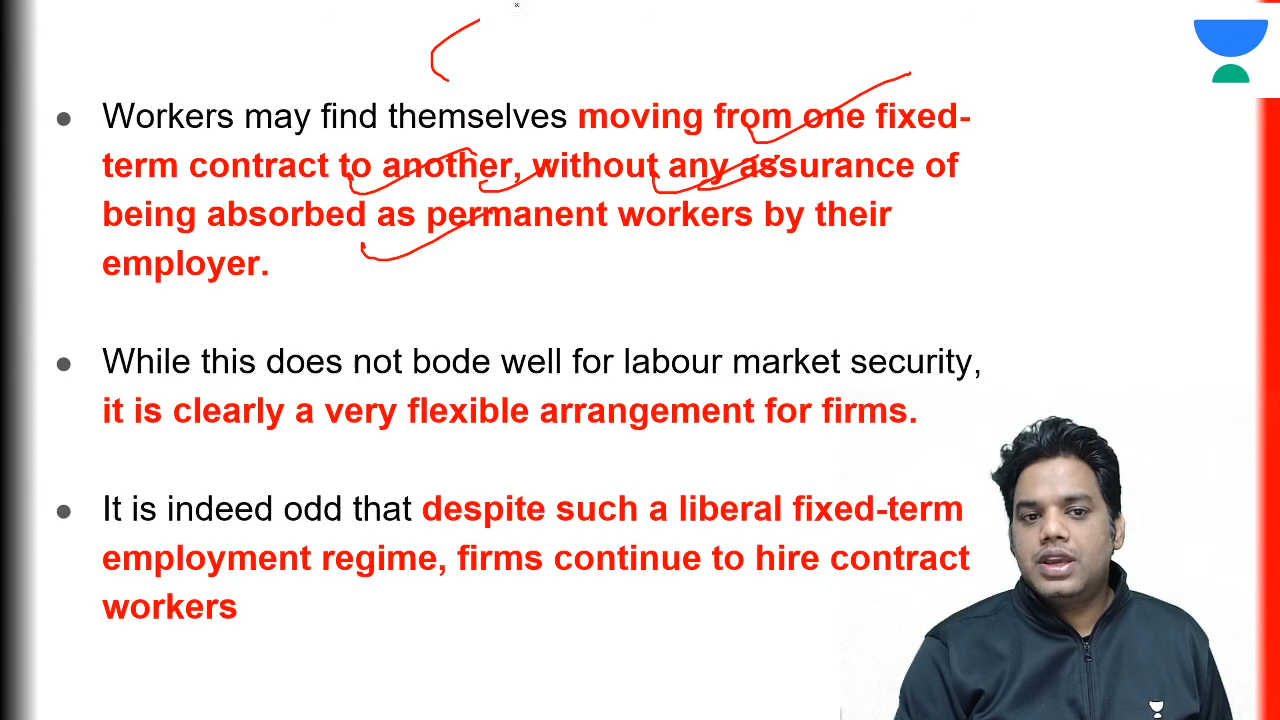 Workers may find themselves moving from one fixed-
term contract to another, without any assurance of
being absorbed as permanent workers by their
employer.
While this does not bode well for labour market security,
it is clearly a very flexible arrangement for firms.
It is indeed odd that despite such a liberal fixed-term
employment regime, firms continue to hire contract
workers